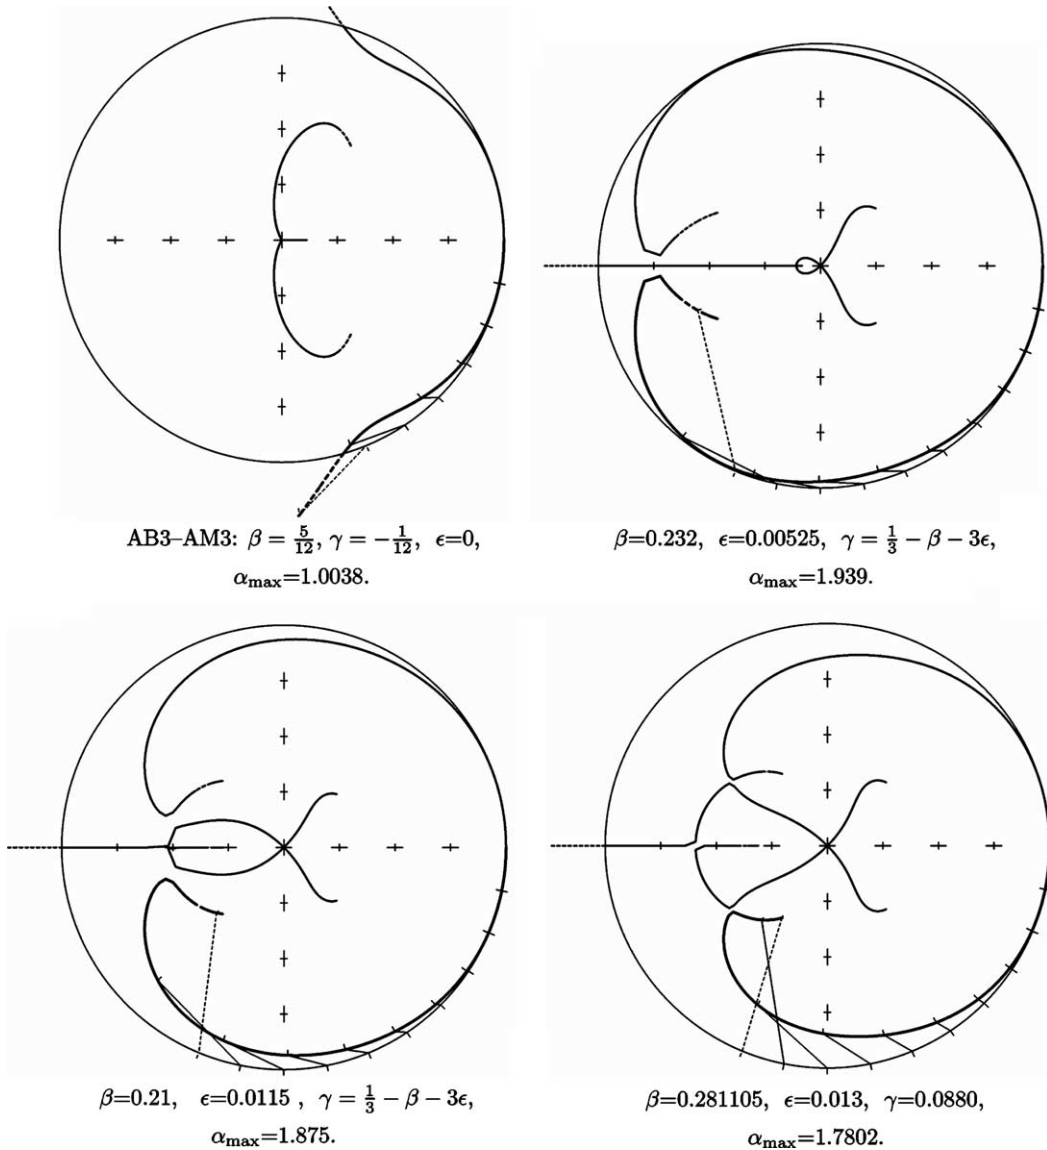 AB3–AM3: β = 5/12, γ = −1/12, ϵ=0,
α_max=1.0038.
β=0.232, ϵ=0.00525, γ = 1/3 − β − 3ϵ,
α_max=1.939.
β=0.21, ϵ=0.0115 , γ = 1/3 − β − 3ϵ,
α_max=1.875.
β=0.281105, ϵ=0.013, γ=0.0880,
α_max=1.7802.